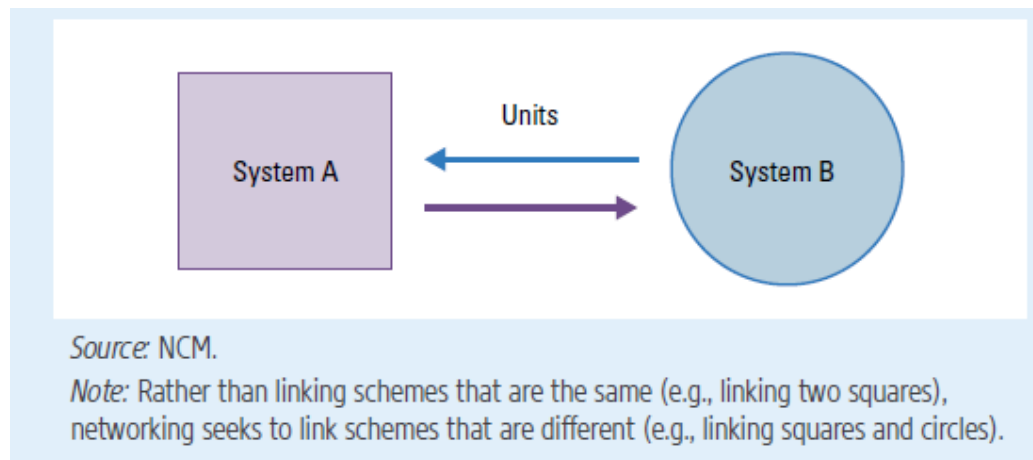 Units
System A
System B
Source: NCM.
Note: Rather than linking schemes that are the same (e.g., linking two squares),
networking seeks to link schemes that are different (e.g., linking squares and circles).